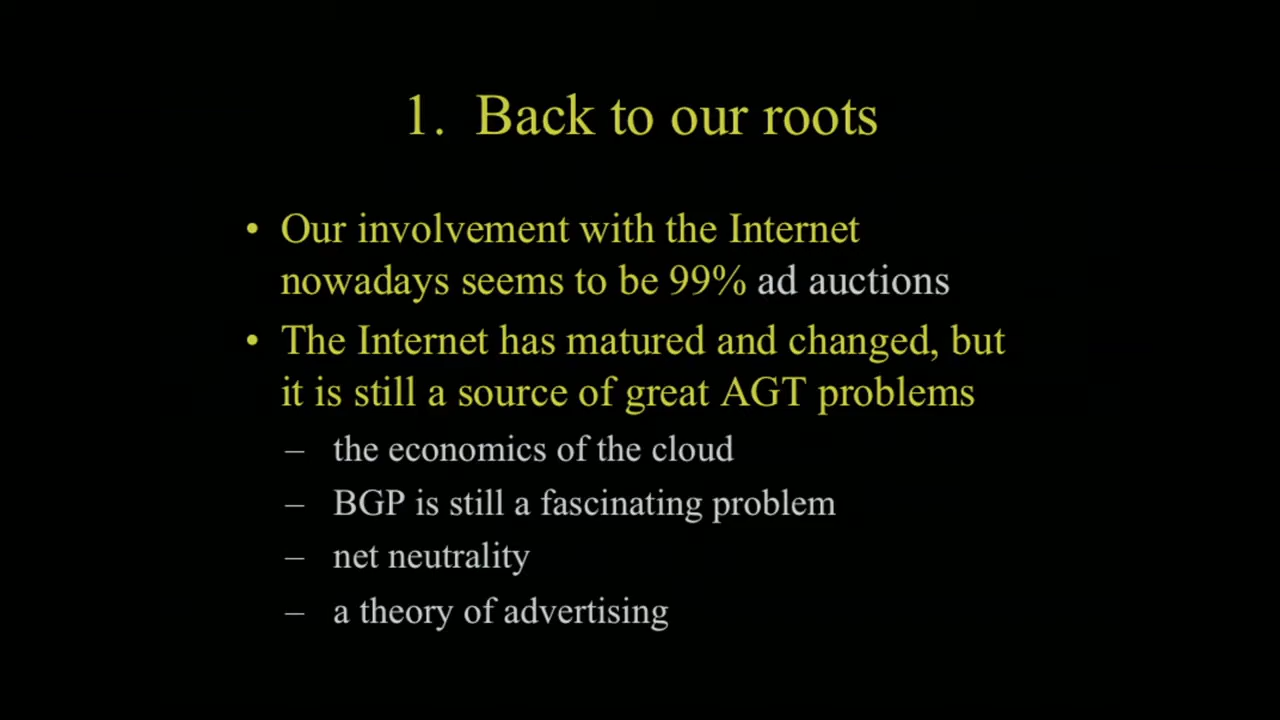 1. Back to our roots
• Our involvement with the Internet
nowadays seems to be 99% ad auctions
• The Internet has matured and changed, but
it is still a source of great AGT problems
– the economics of the cloud
– BGP is still a fascinating problem
– net neutrality
– a theory of advertising